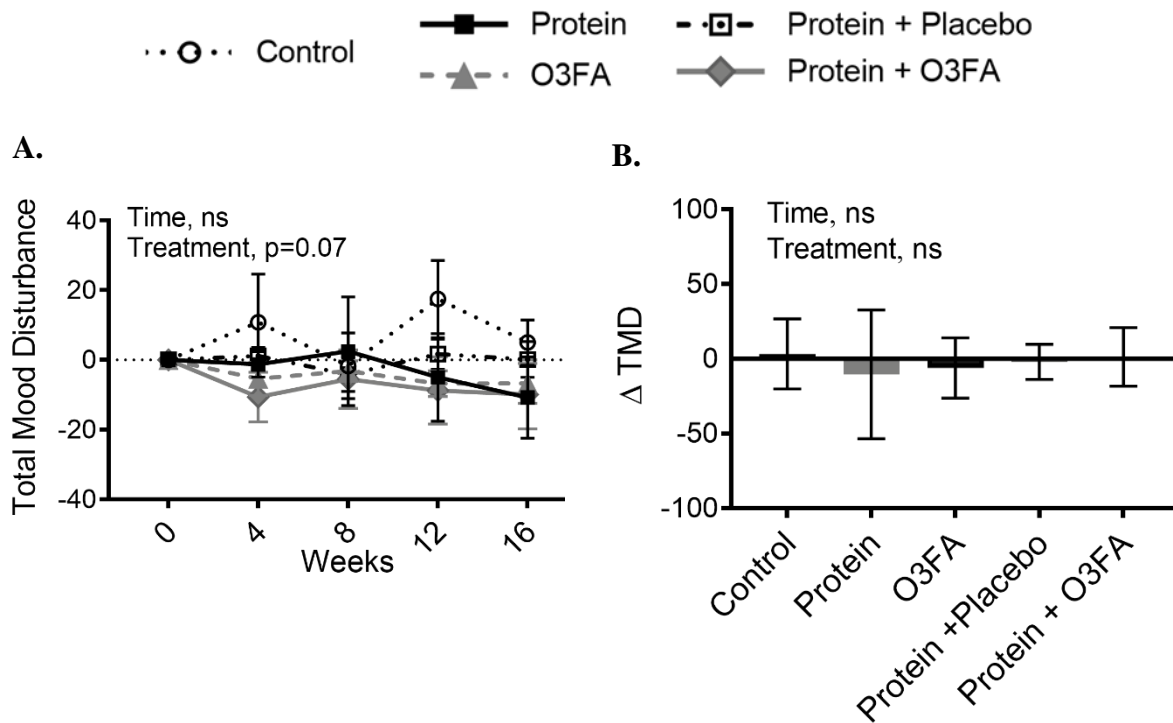 Control
Protein
O3FA
Protein + Placebo
Protein + O3FA
A.
Total Mood Disturbance
40
20
0
-20
-40
Time, ns
Treatment, p=0.07
0
4
8
12
16
Weeks
B.
Δ TMD
100
50
0
-50
-100
Time, ns
Treatment, ns
Control
Protein
O3FA
Protein +Placebo
Protein + O3FA